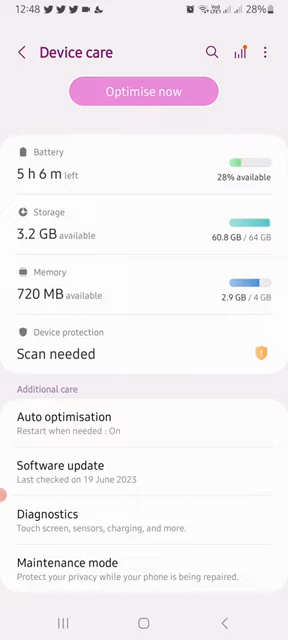 12:48 28%
Device care
Optimise now
Battery
5 h 6 m left
28% available
Storage
3.2 GB available
60.8 GB / 64 GB
Memory
720 MB available
2.9 GB / 4 GB
Device protection
Scan needed
Additional care
Auto optimisation
Restart when needed : On
Software update
Last checked on 19 June 2023
Diagnostics
Touch screen, sensors, charging, and more.
Maintenance mode
Protect your privacy while your phone is being repaired.